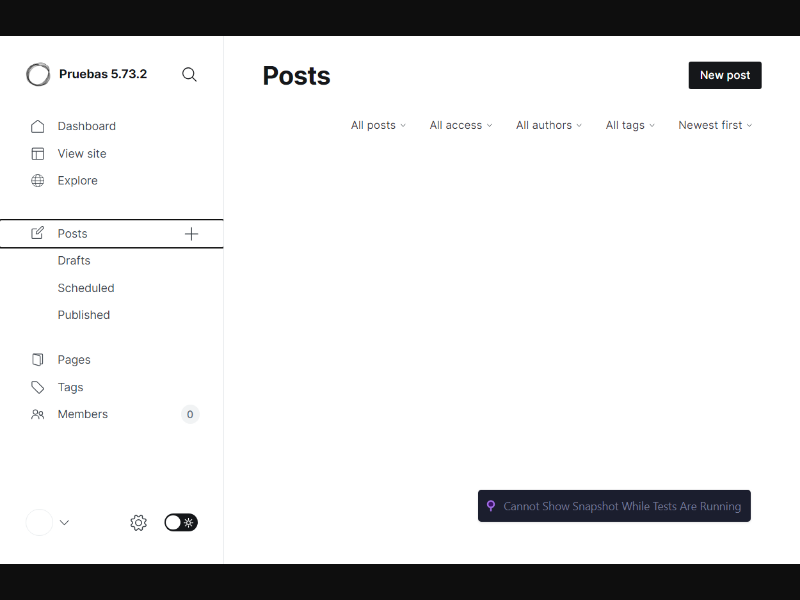 Pruebas 5.73.2
Dashboard
View site
Explore
Posts
Drafts
Scheduled
Published
Pages
Tags
Members 0
Posts
New post
All posts All access All authors All tags Newest first
Cannot Show Snapshot While Tests Are Running